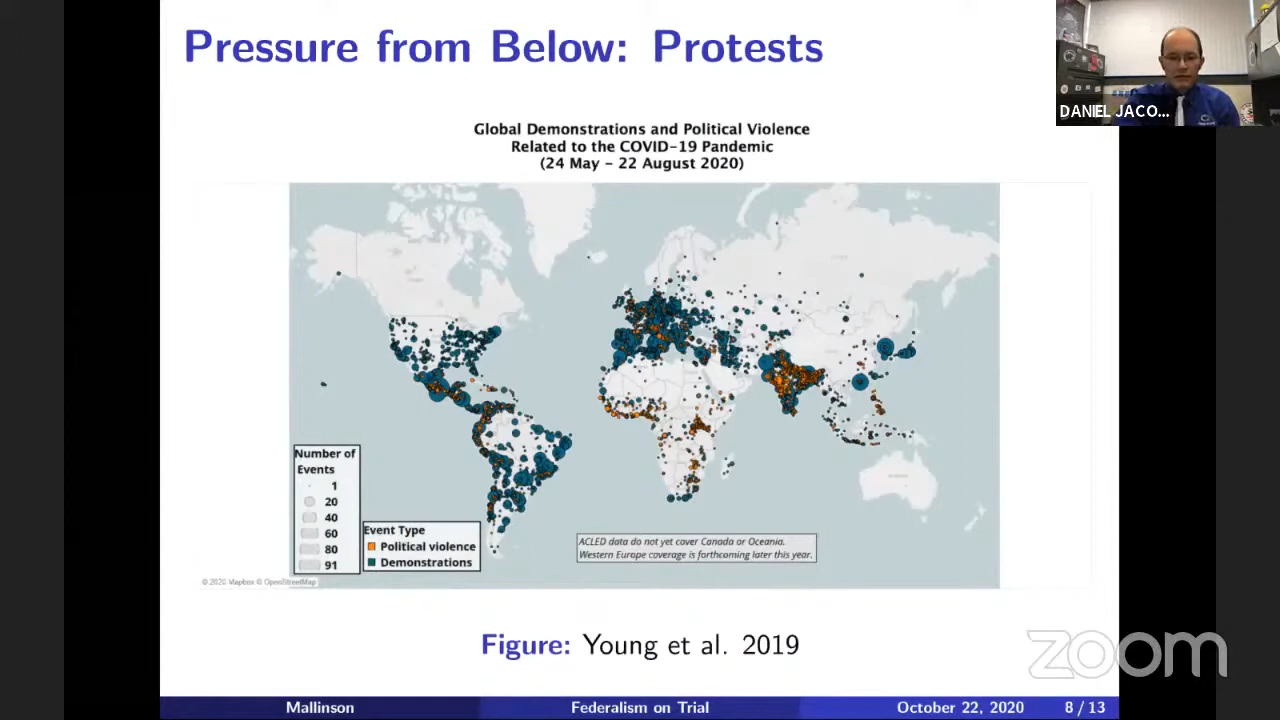 Pressure from Below: Protests
DANIEL JACO...
Global Demonstrations and Political Violence
Related to the COVID-19 Pandemic
(24 May - 22 August 2020)
Number of
Events
1
20
40
60
80
91
Event Type
Political violence
Demonstrations
ACLED data do not yet cover Canada or Oceania.
Western Europe coverage is forthcoming later this year.
© 2020 Mapbox © OpenStreetMap
Figure: Young et al. 2019
zoom
Mallinson
Federalism on Trial
October 22, 2020
8 / 13